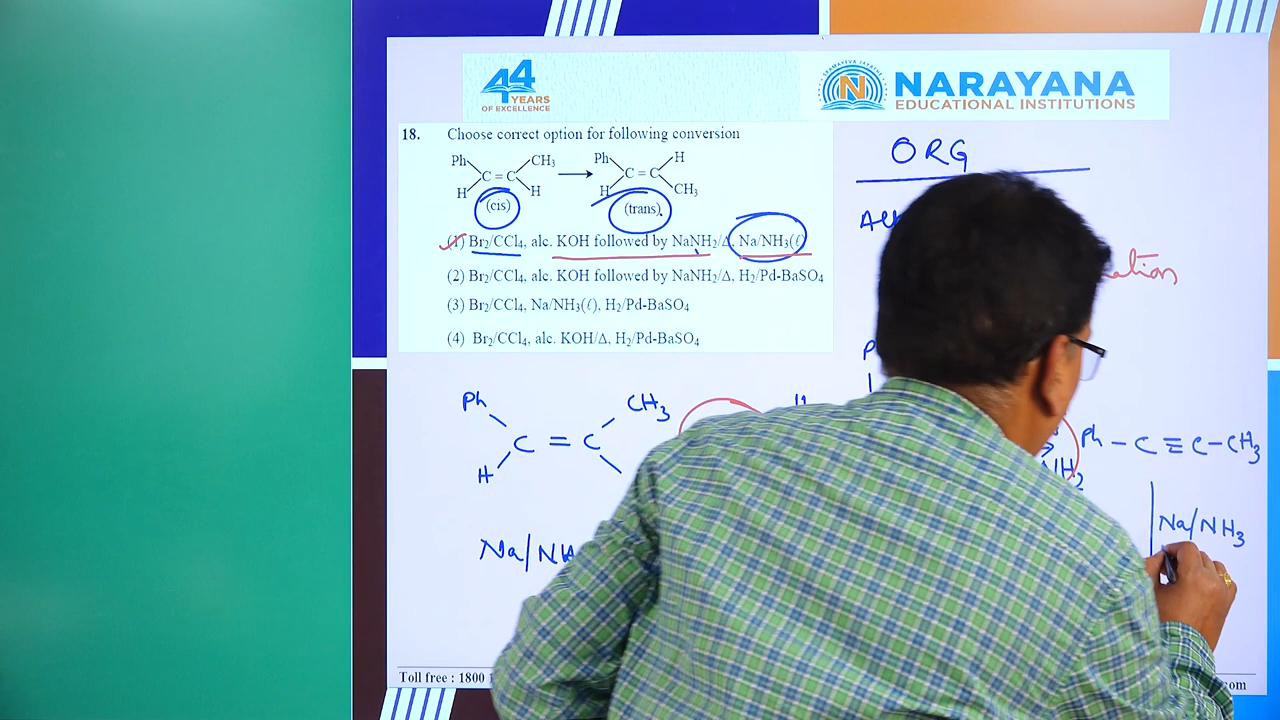 44
YEARS
OF EXCELLENCE
SAMAYEVA JAYATE
N
NARAYANA
EDUCATIONAL INSTITUTIONS
18. Choose correct option for following conversion
Ph CH₃ Ph H
C = C → C = C
H H H CH₃
(cis) (trans)
(1) Br₂/CCl₄, alc. KOH followed by NaNH₂/Δ, Na/NH₃(ℓ)
(2) Br₂/CCl₄, alc. KOH followed by NaNH₂/Δ, H₂/Pd-BaSO₄
(3) Br₂/CCl₄, Na/NH₃(ℓ), H₂/Pd-BaSO₄
(4) Br₂/CCl₄, alc. KOH/Δ, H₂/Pd-BaSO₄
ORG
Ph CH₃
C = C
H
Ph – C ≡ C – CH₃
Na/NH₃
Toll free : 1800